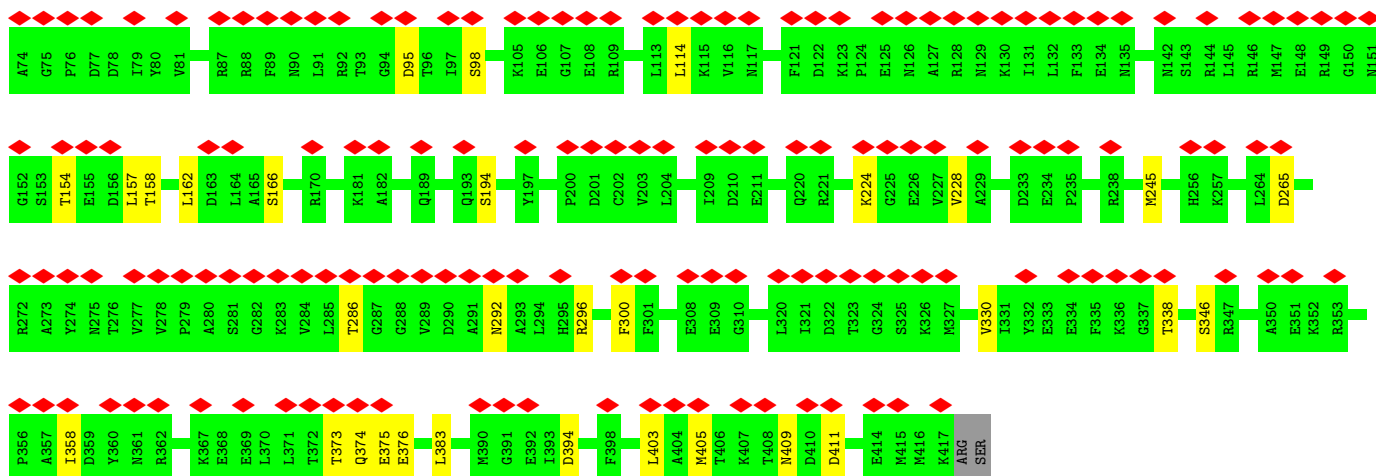 A74 G75 P76 D77 D78 I79 Y80 V81 R87 R88 F89 N90 L91 R92 T93 G94 D95 T96 I97 S98 K105 E106 G107 E108 R109 L113 L114 K115 V116 N117 F121 D122 K123 P124 E125 N126 A127 R128 N129 K130 I131 L132 F133 E134 N135 N142 S143 R144 L145 R146 M147 E148 R149 G150 N151
G152 S153 T154 E155 D156 L157 T158 L162 D163 L164 A165 S166 R170 K181 A182 Q189 Q193 S194 Y197 P200 D201 C202 V203 L204 I209 D210 E211 Q220 R221 K224 G225 E226 V227 V228 A229 D233 E234 P235 R238 M245 H256 K257 L264 D265
R272 A273 Y274 N275 T276 V277 V278 P279 A280 S281 G282 K283 V284 L285 T286 G287 G288 V289 D290 A291 N292 A293 L294 H295 R296 F300 F301 E308 E309 G310 L320 I321 D322 T323 G324 S325 K326 M327 V330 I331 Y332 E333 E334 F335 K336 G337 T338 S346 R347 A350 E351 K352 R353
P356 A357 I358 D359 Y360 N361 R362 K367 E368 E369 L370 L371 T372 T373 Q374 E375 E376 L383 M390 G391 E392 I393 D394 F398 L403 A404 M405 T406 K407 T408 N409 D410 D411 E414 M415 M416 K417 ARG SER